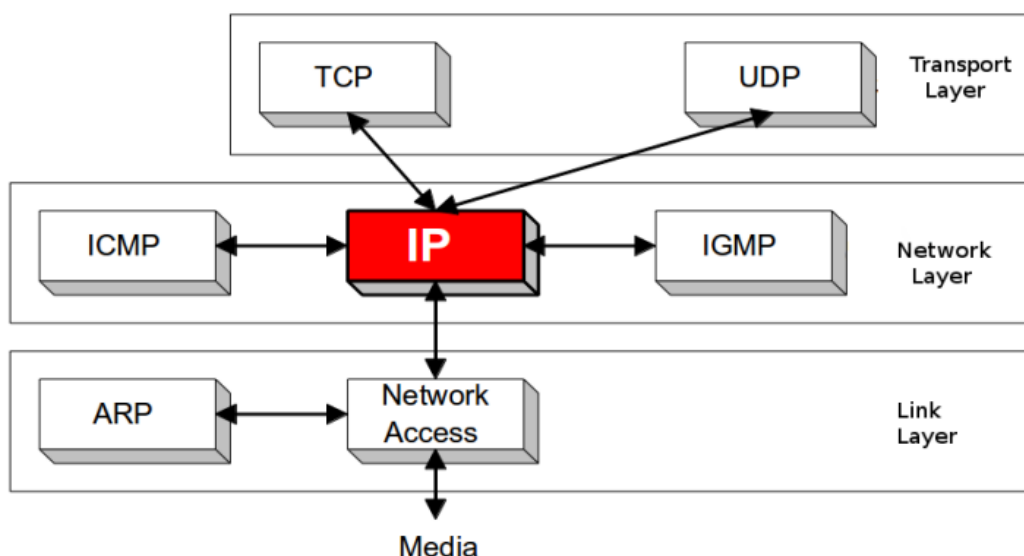 TCP
UDP
Transport
Layer
ICMP
IP
IGMP
Network
Layer
ARP
Network
Access
Link
Layer
Media